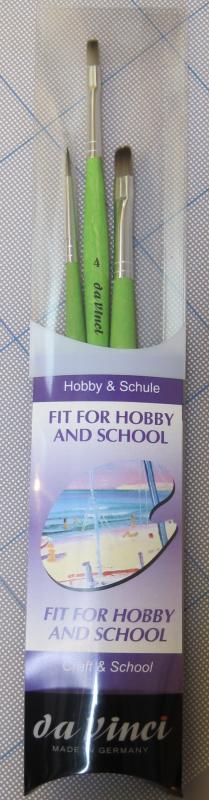 4 da Vinci
Hobby & Schule
FIT FOR HOBBY
AND SCHOOL
FIT FOR HOBBY
AND SCHOOL
Craft & School
da Vinci
MADE IN GERMANY